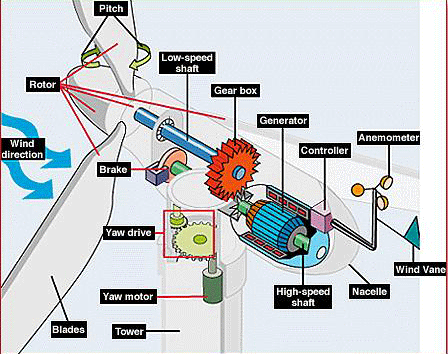 Pitch
Low-speed
shaft
Rotor
Gear box
Generator
Anemometer
Controller
Wind
direction
Brake
Yaw drive
Wind Vane
High-speed
shaft
Nacelle
Yaw motor
Blades
Tower